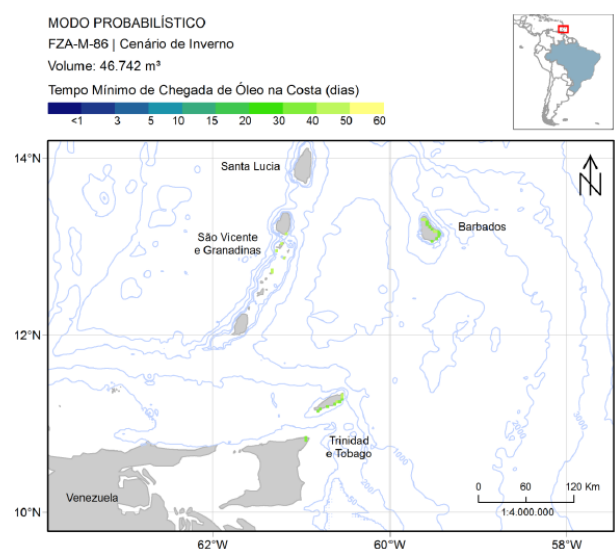 MODO PROBABILÍSTICO
FZA-M-86 | Cenário de Inverno
Volume: 46.742 m³
Tempo Mínimo de Chegada de Óleo na Costa (dias)
<1 3 5 10 15 20 30 40 50 60
14°N
Santa Lucia
N
São Vicente
e Granadinas
Barbados
12°N
Trinidad
e Tobago
Venezuela
0 60 120 Km
1:4.000.000
10°N
62°W 60°W 58°W